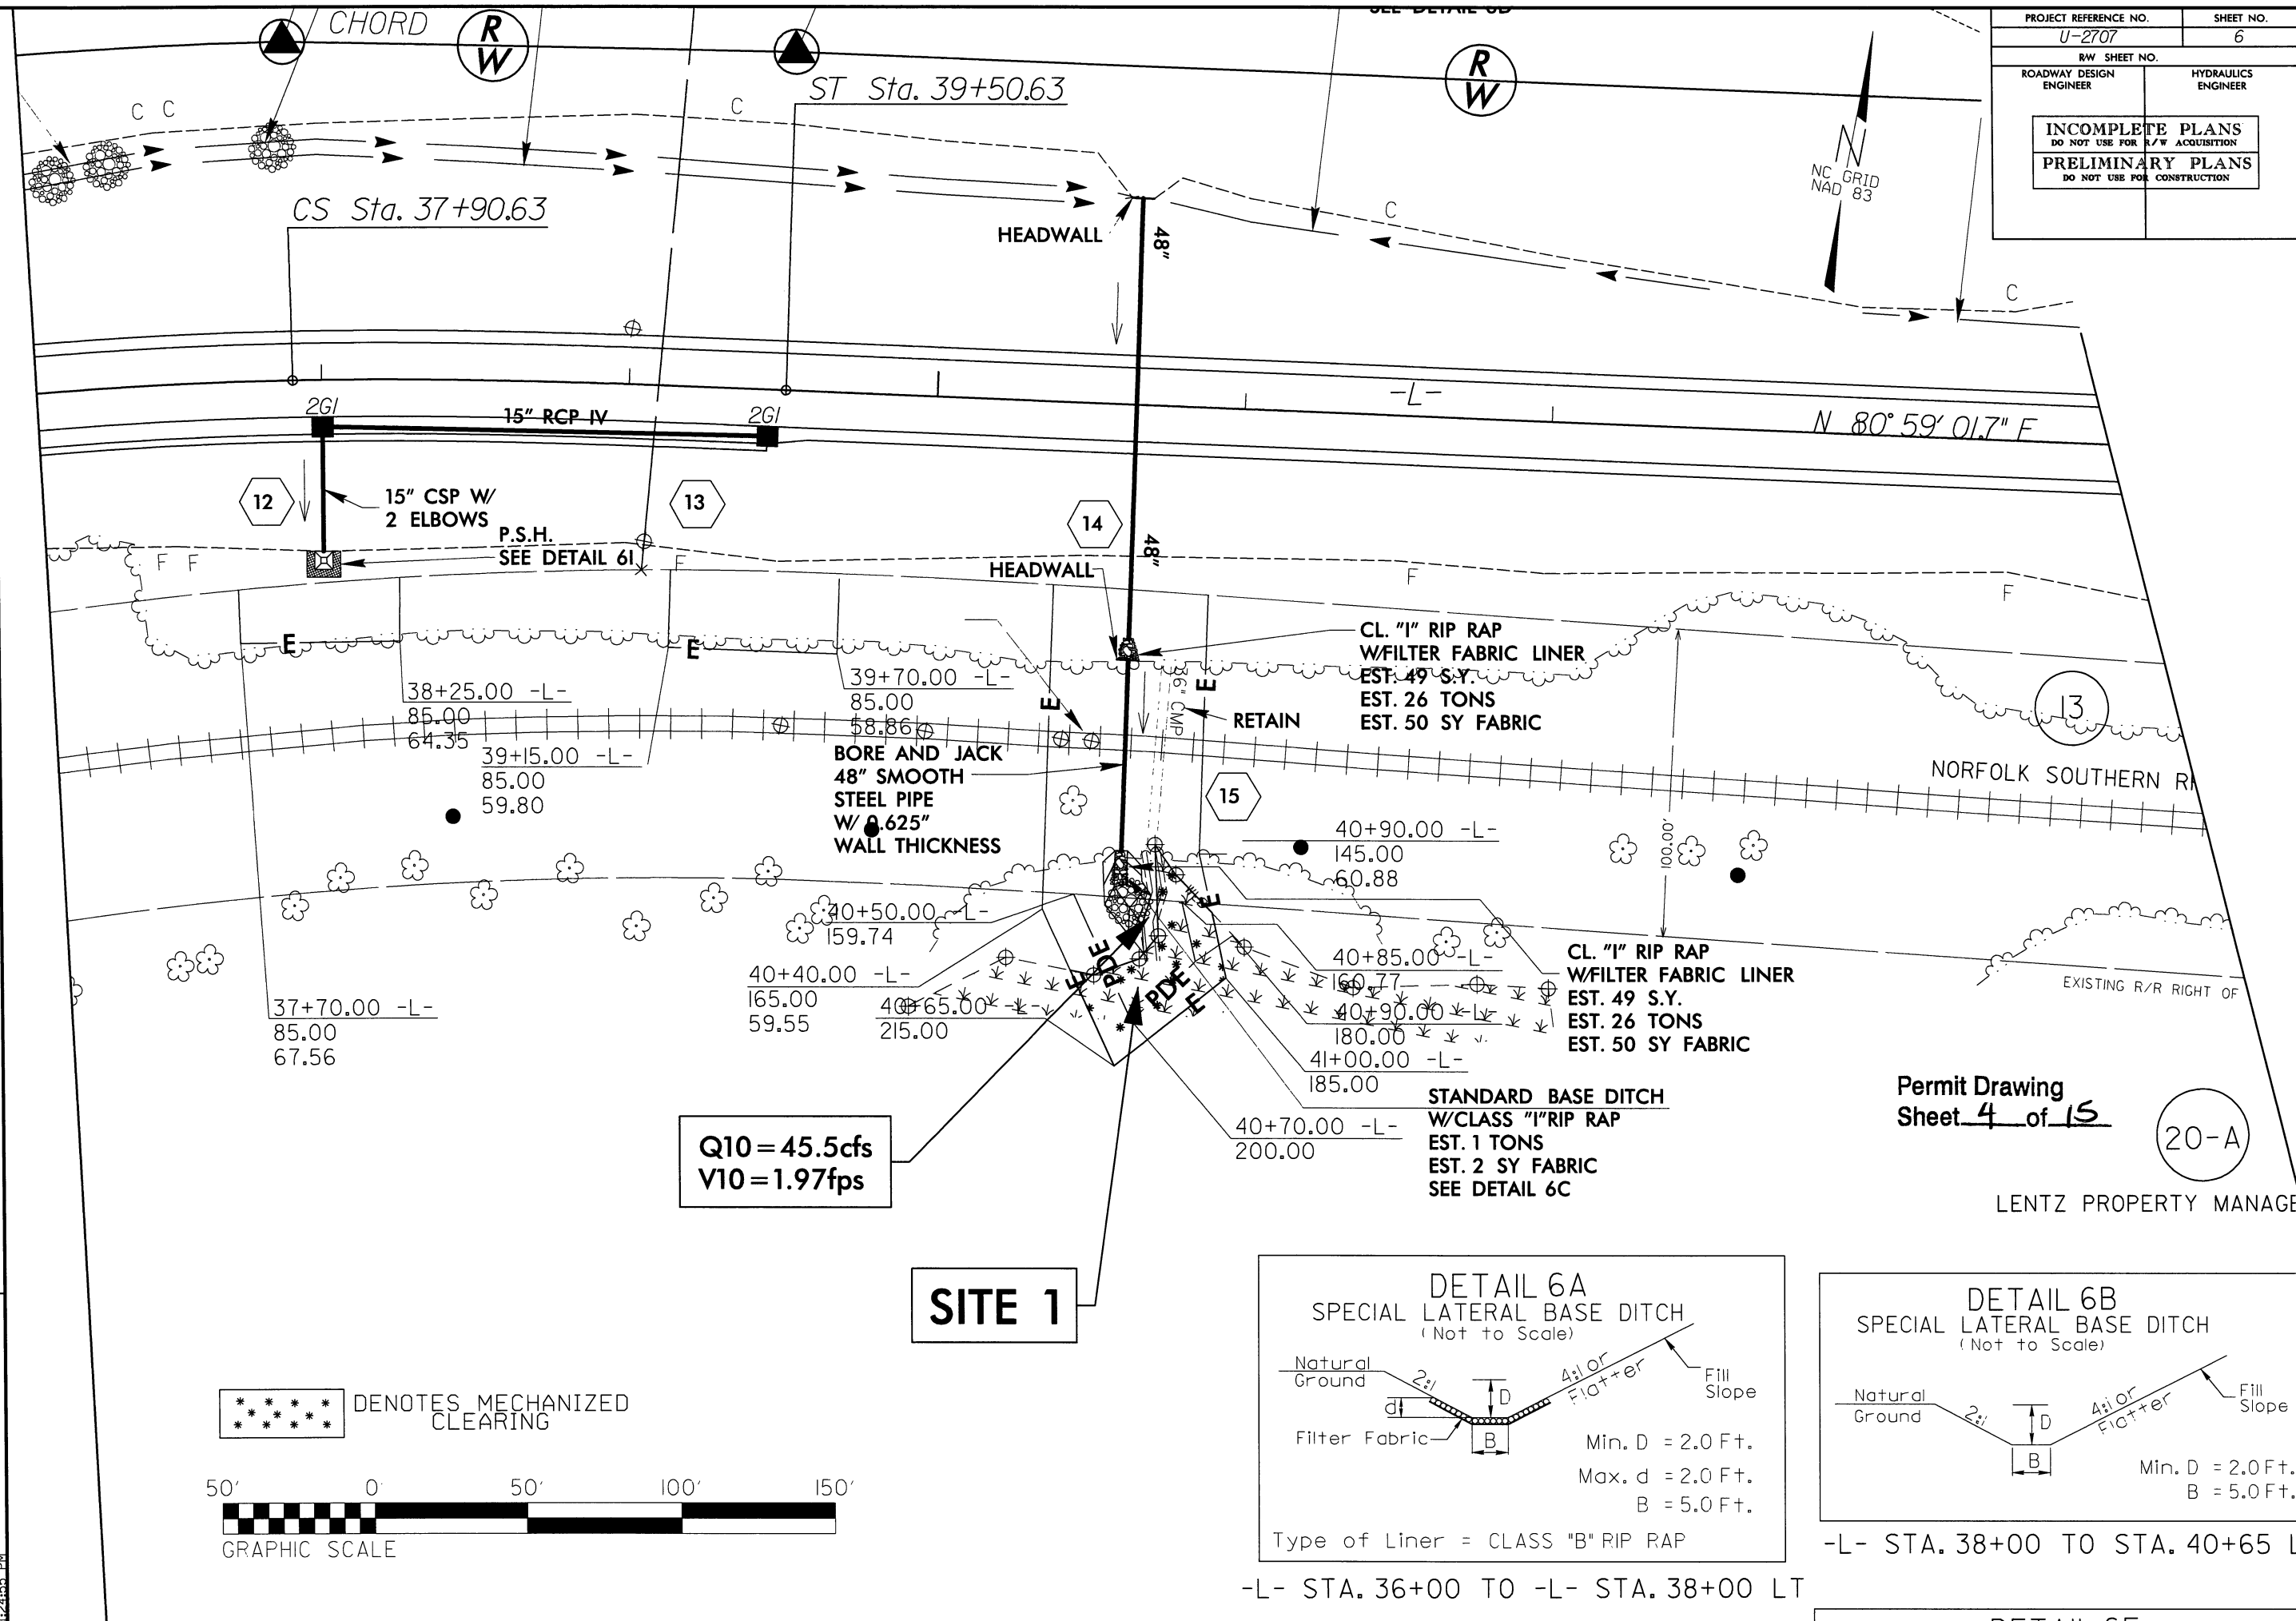 CHORD
R
W
R
W
PROJECT REFERENCE NO.
SHEET NO.
U-2707
6
RW SHEET NO.
ROADWAY DESIGN
ENGINEER
HYDRAULICS
ENGINEER
INCOMPLETE PLANS
DO NOT USE FOR R/W ACQUISITION
PRELIMINARY PLANS
DO NOT USE FOR CONSTRUCTION
C C
C
ST Sta. 39+50.63
N
NC GRID
NAD 83
CS Sta. 37+90.63
HEADWALL
48"
C
C
-L-
N 80° 59' 01.7" E
2GI
15" RCP IV
2GI
12
15" CSP W/
2 ELBOWS
13
14
P.S.H.
SEE DETAIL 6I
48"
HEADWALL
F F
F
F
F
E
E
E
E
CL. "I" RIP RAP
W/FILTER FABRIC LINER
EST. 49 S.Y.
EST. 26 TONS
EST. 50 SY FABRIC
38+25.00 -L-
85.00
64.35
39+70.00 -L-
85.00
58.86
36" CMP
RETAIN
13
39+15.00 -L-
85.00
59.80
BORE AND JACK
48" SMOOTH
STEEL PIPE
W/ 0.625"
WALL THICKNESS
15
NORFOLK SOUTHERN
100.00'
40+90.00 -L-
145.00
60.88
40+50.00 -L-
159.74
E
PDE
PDE
E
E
40+40.00 -L-
165.00
59.55
40+65.00 -L-
215.00
40+85.00 -L-
160.77
40+90.00 -L-
180.00
41+00.00 -L-
185.00
CL. "I" RIP RAP
W/FILTER FABRIC LINER
EST. 49 S.Y.
EST. 26 TONS
EST. 50 SY FABRIC
EXISTING R/R RIGHT OF
37+70.00 -L-
85.00
67.56
STANDARD BASE DITCH
W/CLASS "I" RIP RAP
EST. 1 TONS
EST. 2 SY FABRIC
SEE DETAIL 6C
40+70.00 -L-
200.00
Permit Drawing
Sheet 4 of 15
20-A
LENTZ PROPERTY MANAGE
Q10=45.5cfs
V10=1.97fps
SITE 1
DENOTES MECHANIZED
CLEARING
50' 0' 50' 100' 150'
GRAPHIC SCALE
DETAIL 6A
SPECIAL LATERAL BASE DITCH
(Not to Scale)
Natural
Ground
2:1
D
d
4:1 or
Flatter
Fill
Slope
Filter Fabric
B
Min. D = 2.0 Ft.
Max. d = 2.0 Ft.
B = 5.0 Ft.
Type of Liner = CLASS "B" RIP RAP
-L- STA. 36+00 TO -L- STA. 38+00 LT
DETAIL 6B
SPECIAL LATERAL BASE DITCH
(Not to Scale)
Natural
Ground
2:1
D
4:1 or
Flatter
Fill
Slope
B
Min. D = 2.0 Ft.
B = 5.0 Ft.
-L- STA. 38+00 TO STA. 40+65 L